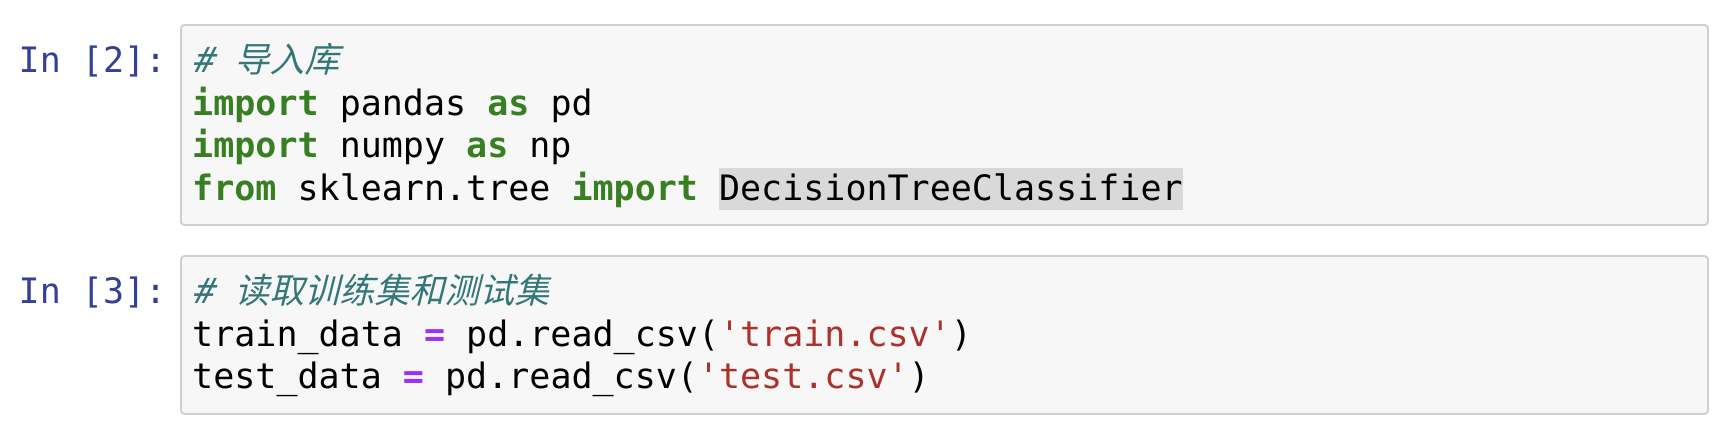 In [2]:
# 导入库
import pandas as pd
import numpy as np
from sklearn.tree import DecisionTreeClassifier
In [3]:
# 读取训练集和测试集
train_data = pd.read_csv('train.csv')
test_data = pd.read_csv('test.csv')